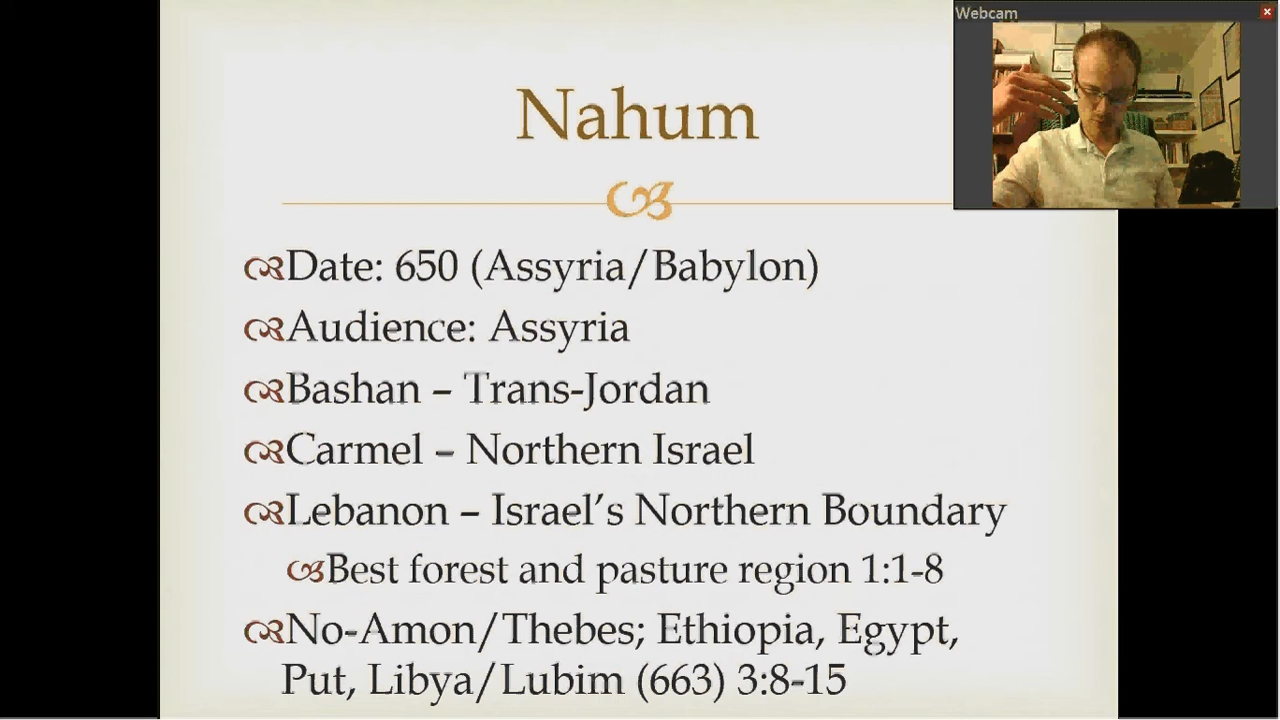 Webcam
Nahum
Date: 650 (Assyria/Babylon)
Audience: Assyria
Bashan – Trans-Jordan
Carmel – Northern Israel
Lebanon – Israel’s Northern Boundary
Best forest and pasture region 1:1-8
No-Amon/Thebes; Ethiopia, Egypt,
Put, Libya/Lubim (663) 3:8-15